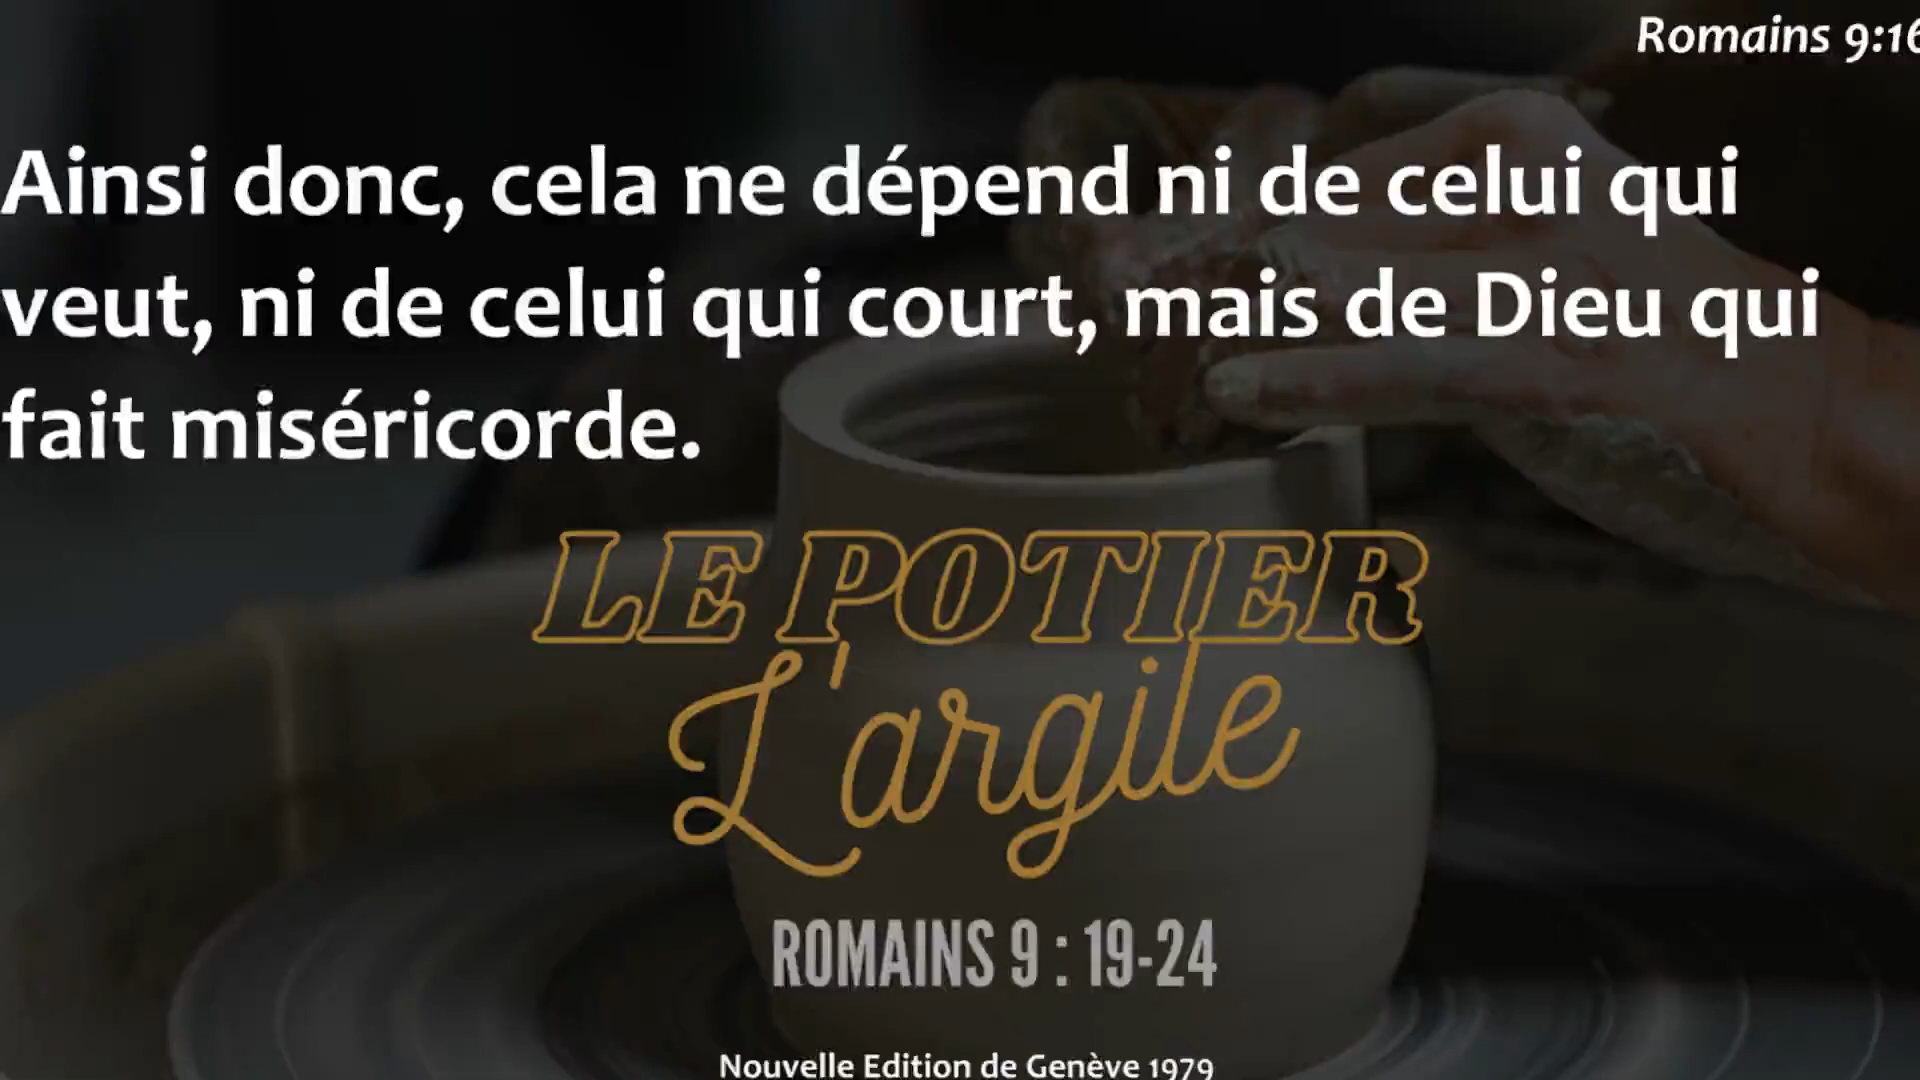 Romains 9:16
Ainsi donc, cela ne dépend ni de celui qui
veut, ni de celui qui court, mais de Dieu qui
fait miséricorde.
LE POTIER
L'argile
ROMAINS 9 : 19-24
Nouvelle Edition de Genève 1979